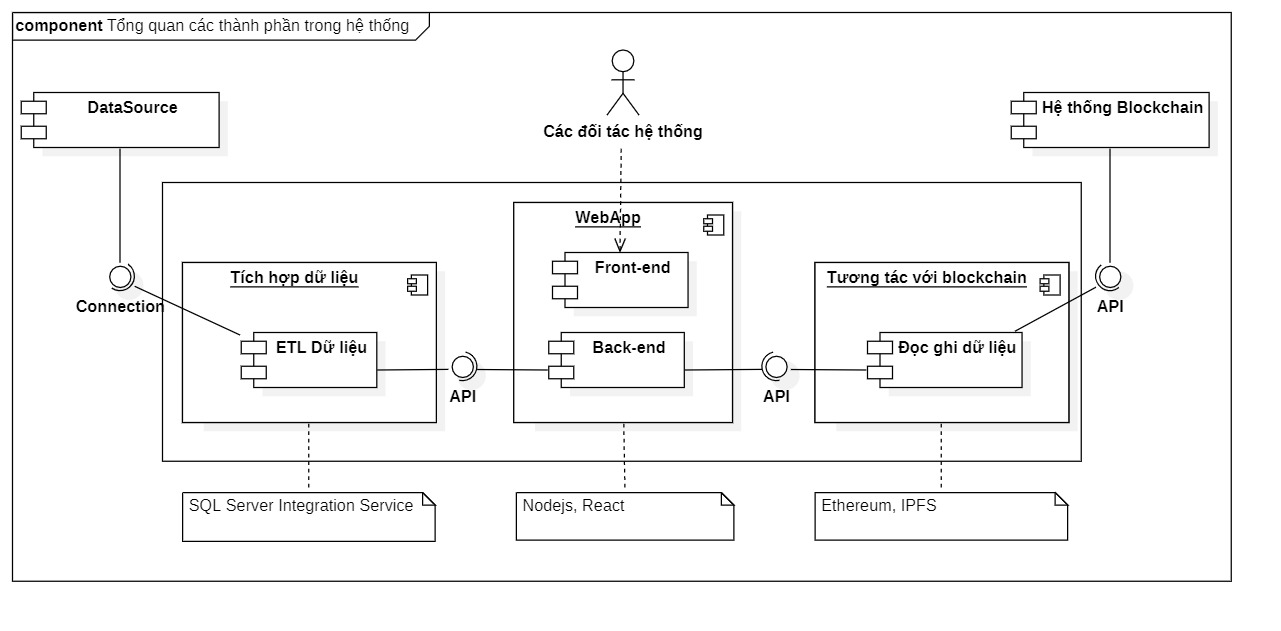 component Tổng quan các thành phần trong hệ thống
DataSource
Các đối tác hệ thống
Hệ thống Blockchain
WebApp
Front-end
Tích hợp dữ liệu
Tương tác với blockchain
Connection
API
ETL Dữ liệu
Back-end
Đọc ghi dữ liệu
API
API
SQL Server Integration Service
Nodejs, React
Ethereum, IPFS